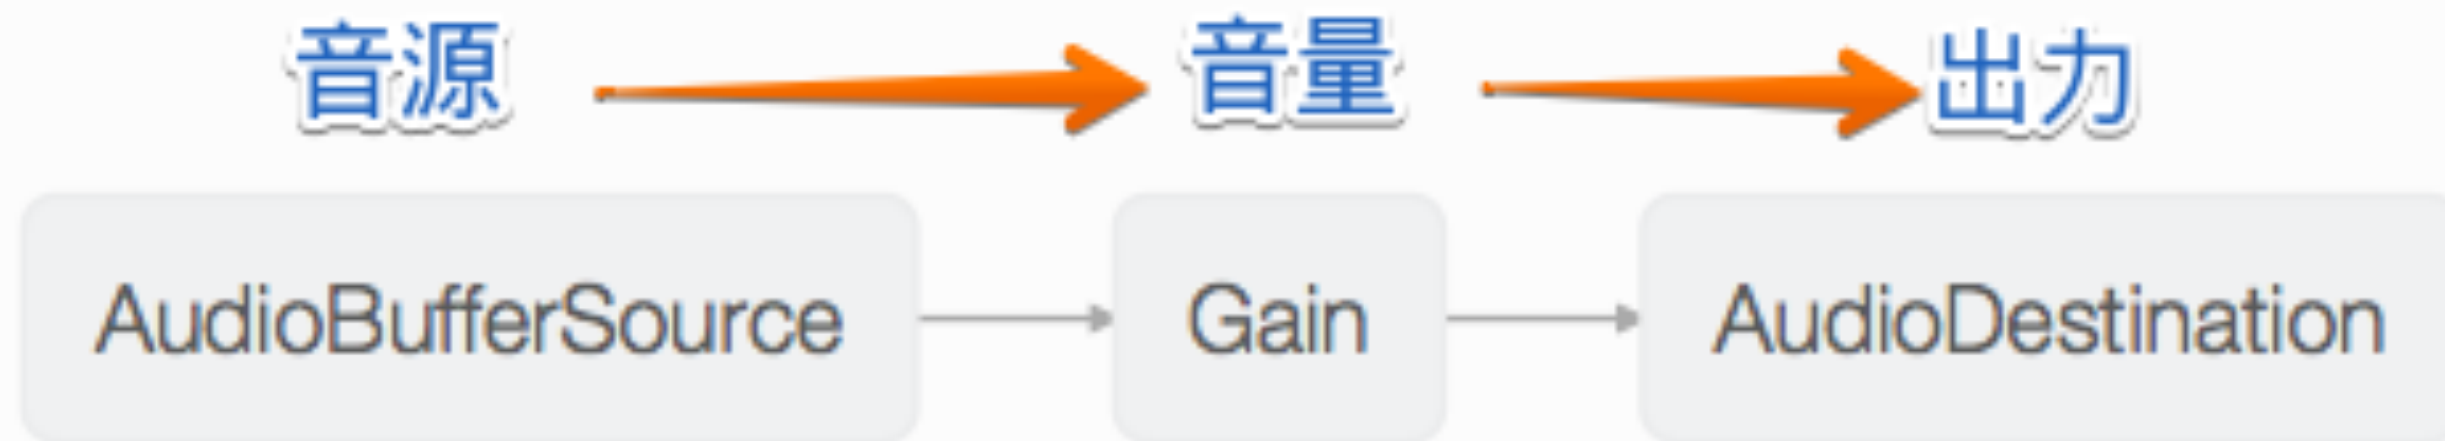 音源 音量 出力
AudioBufferSource Gain AudioDestination